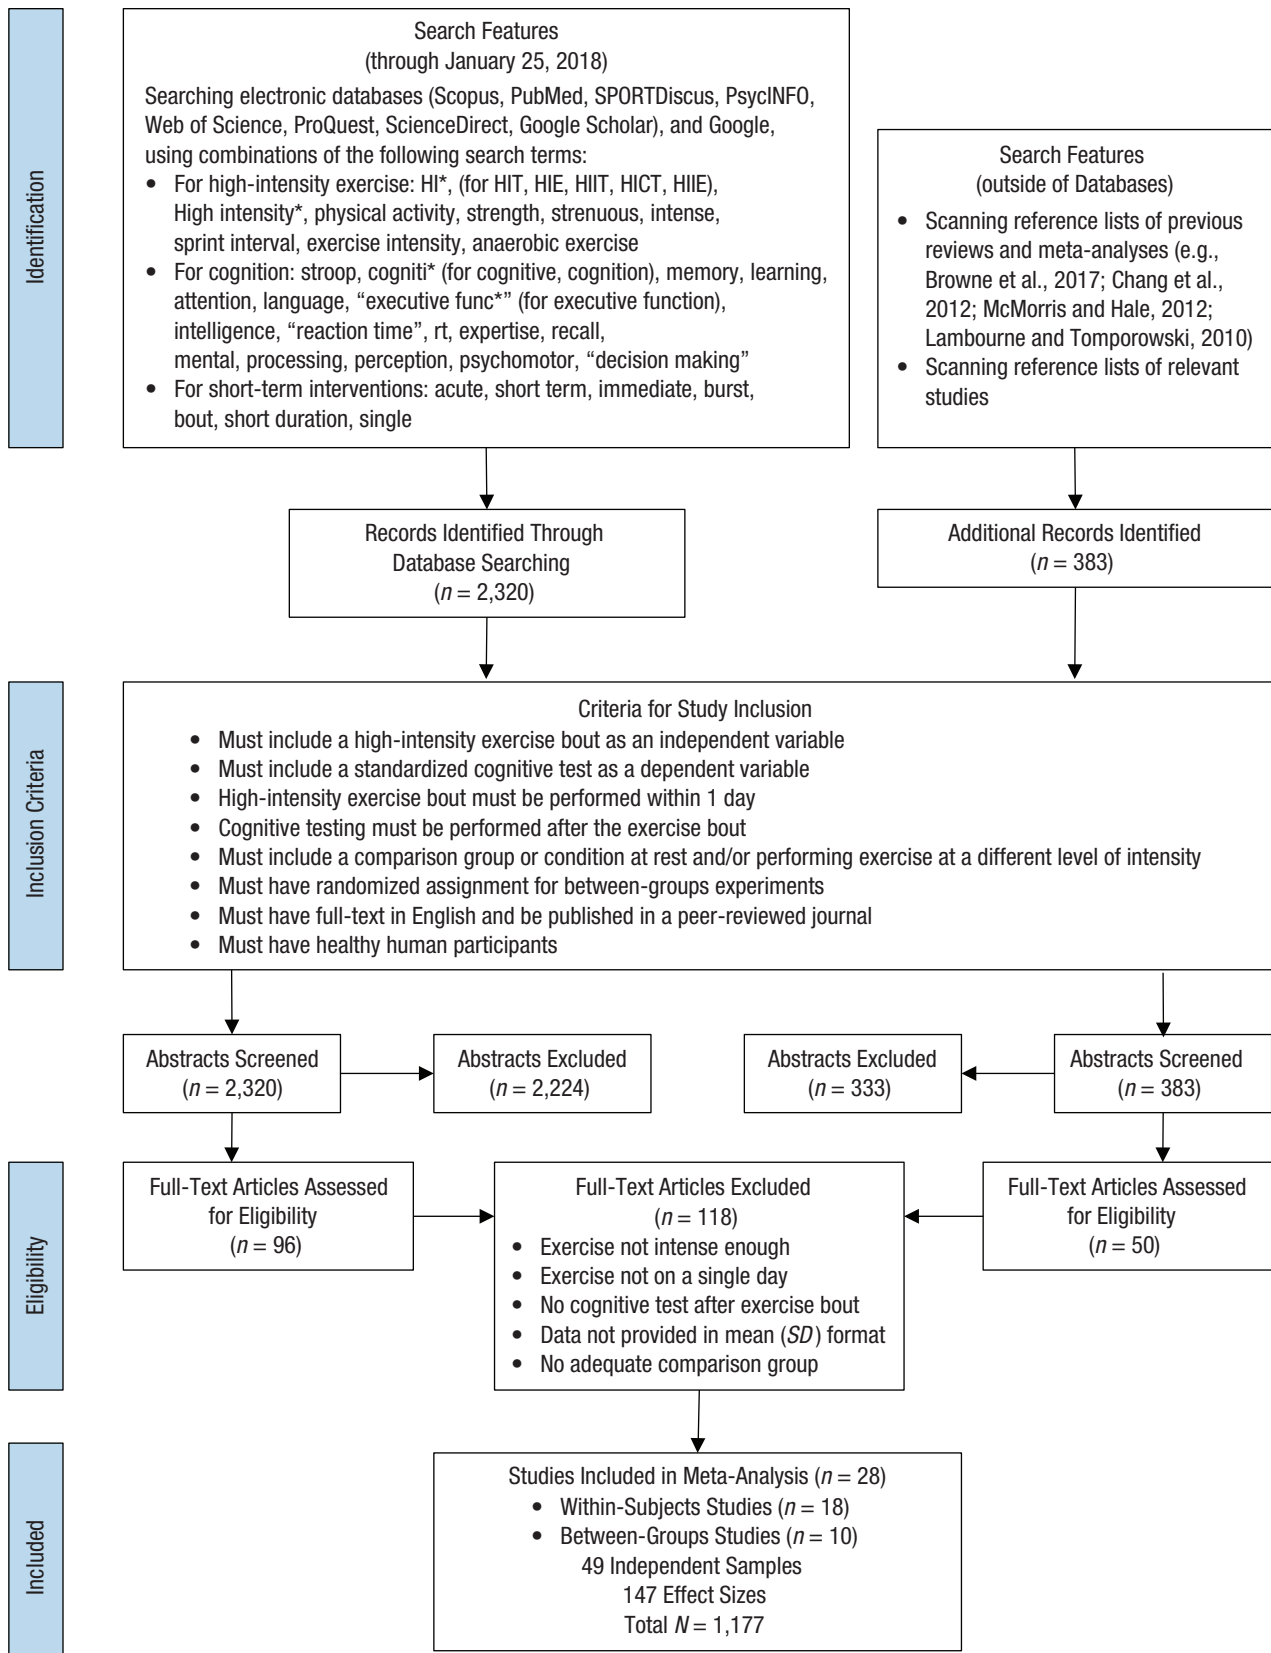 Identification
Search Features
(through January 25, 2018)
Searching electronic databases (Scopus, PubMed, SPORTDiscus, PsycINFO,
Web of Science, ProQuest, ScienceDirect, Google Scholar), and Google,
using combinations of the following search terms:
• For high-intensity exercise: HI*, (for HIT, HIE, HIIT, HICT, HIIE),
High intensity*, physical activity, strength, strenuous, intense,
sprint interval, exercise intensity, anaerobic exercise
• For cognition: stroop, cogniti* (for cognitive, cognition), memory, learning,
attention, language, “executive func*” (for executive function),
intelligence, “reaction time”, rt, expertise, recall,
mental, processing, perception, psychomotor, “decision making”
• For short-term interventions: acute, short term, immediate, burst,
bout, short duration, single
Search Features
(outside of Databases)
• Scanning reference lists of previous
reviews and meta-analyses (e.g.,
Browne et al., 2017; Chang et al.,
2012; McMorris and Hale, 2012;
Lambourne and Tomporowski, 2010)
• Scanning reference lists of relevant
studies
Records Identified Through
Database Searching
(n = 2,320)
Additional Records Identified
(n = 383)
Inclusion Criteria
Criteria for Study Inclusion
• Must include a high-intensity exercise bout as an independent variable
• Must include a standardized cognitive test as a dependent variable
• High-intensity exercise bout must be performed within 1 day
• Cognitive testing must be performed after the exercise bout
• Must include a comparison group or condition at rest and/or performing exercise at a different level of intensity
• Must have randomized assignment for between-groups experiments
• Must have full-text in English and be published in a peer-reviewed journal
• Must have healthy human participants
Abstracts Screened
(n = 2,320)
Abstracts Excluded
(n = 2,224)
Abstracts Excluded
(n = 333)
Abstracts Screened
(n = 383)
Eligibility
Full-Text Articles Assessed
for Eligibility
(n = 96)
Full-Text Articles Excluded
(n = 118)
• Exercise not intense enough
• Exercise not on a single day
• No cognitive test after exercise bout
• Data not provided in mean (SD) format
• No adequate comparison group
Full-Text Articles Assessed
for Eligibility
(n = 50)
Included
Studies Included in Meta-Analysis (n = 28)
• Within-Subjects Studies (n = 18)
• Between-Groups Studies (n = 10)
49 Independent Samples
147 Effect Sizes
Total N = 1,177